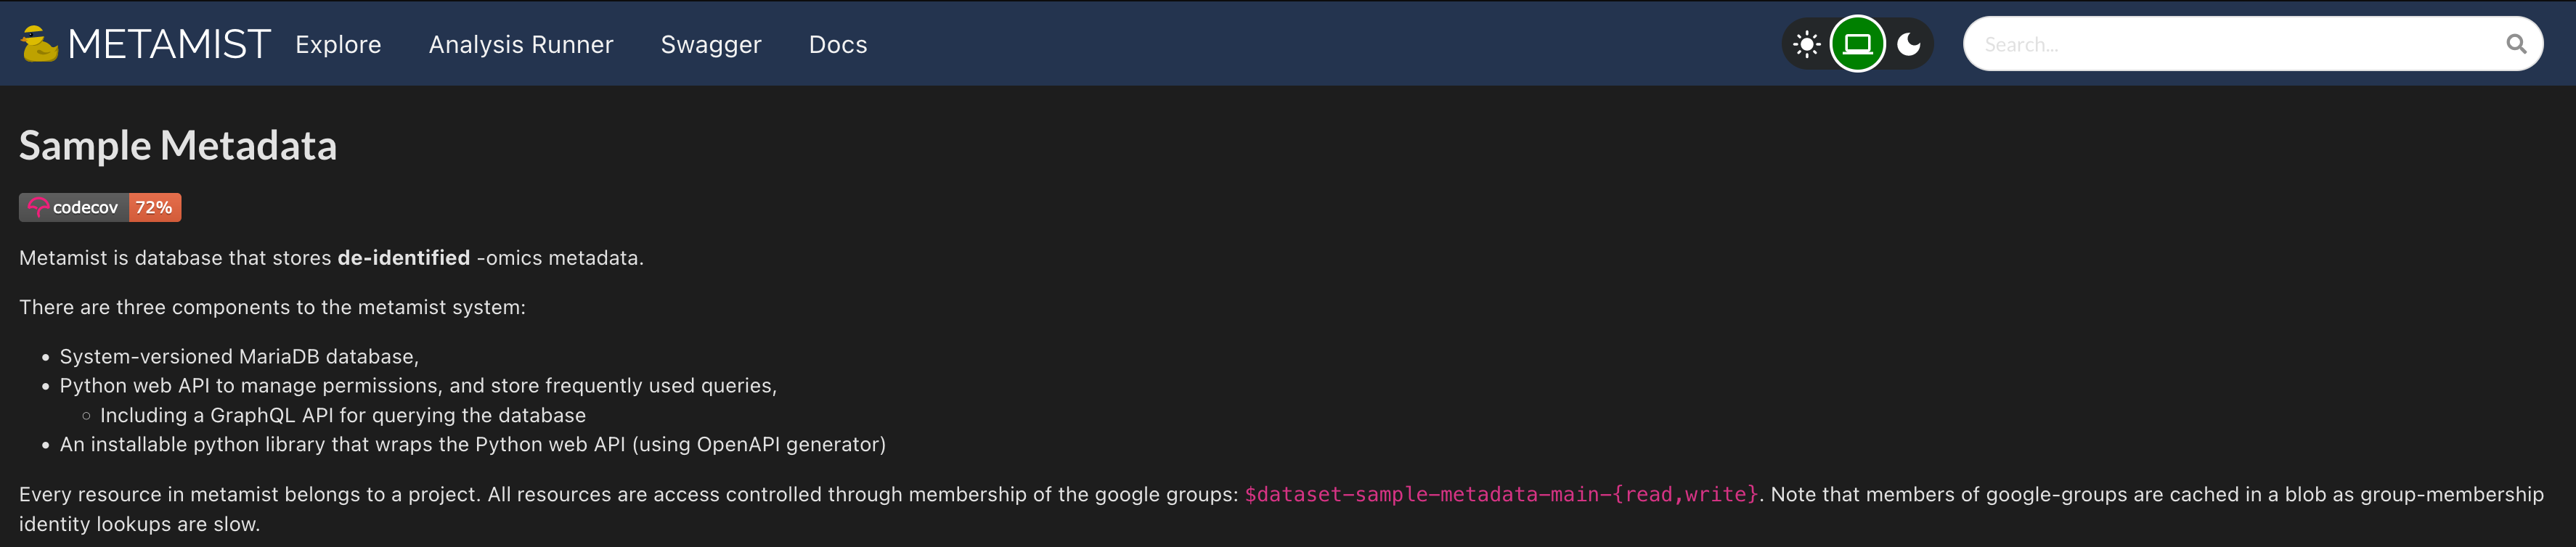 METAMIST Explore Analysis Runner Swagger Docs Search...
Sample Metadata
codecov 72%
Metamist is database that stores de-identified -omics metadata.
There are three components to the metamist system:
System-versioned MariaDB database,
Python web API to manage permissions, and store frequently used queries,
Including a GraphQL API for querying the database
An installable python library that wraps the Python web API (using OpenAPI generator)
Every resource in metamist belongs to a project. All resources are access controlled through membership of the google groups: $dataset-sample-metadata-main-{read,write}. Note that members of google-groups are cached in a blob as group-membership
identity lookups are slow.